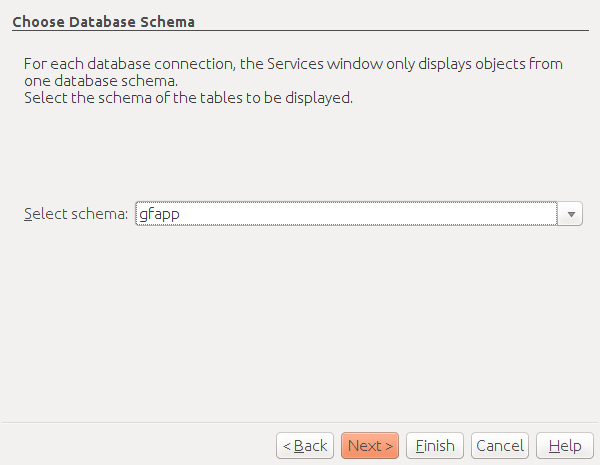 Choose Database Schema
For each database connection, the Services window only displays objects from
one database schema.
Select the schema of the tables to be displayed.
Select schema: gfapp
< Back Next > Finish Cancel Help